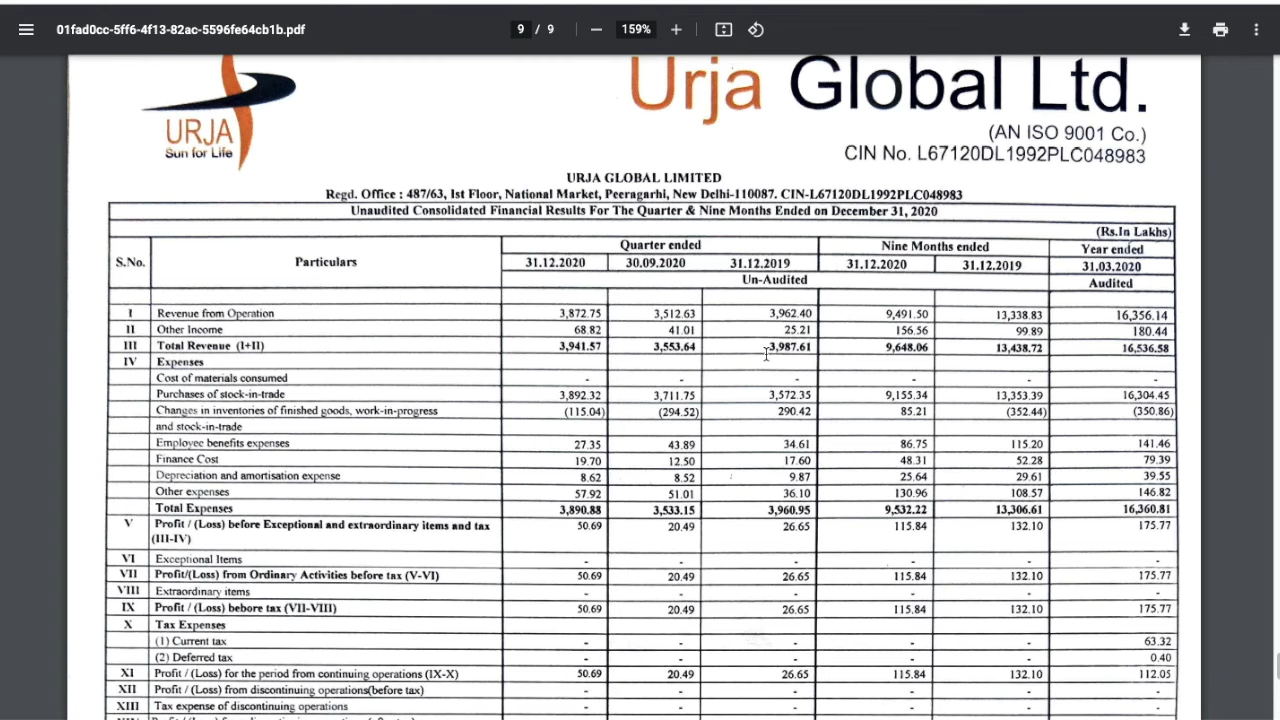 01fad0cc-5ff6-4f13-82ac-5596fe64cb1b.pdf 9 / 9 159%
URJA
Sun for Life
Urja Global Ltd.
(AN ISO 9001 Co.)
CIN No. L67120DL1992PLC048983
URJA GLOBAL LIMITED
Regd. Office : 487/63, Ist Floor, National Market, Peeragarhi, New Delhi-110087. CIN-L67120DL1992PLC048983
Unaudited Consolidated Financial Results For The Quarter & Nine Months Ended on December 31, 2020
(Rs.In Lakhs)
S.No. Particulars Quarter ended Nine Months ended Year ended
31.12.2020 30.09.2020 31.12.2019 31.12.2020 31.12.2019 31.03.2020
Un-Audited Audited
I Revenue from Operation 3,872.75 3,512.63 3,962.40 9,491.50 13,338.83 16,356.14
II Other Income 68.82 41.01 25.21 156.56 99.89 180.44
III Total Revenue (I+II) 3,941.57 3,553.64 3,987.61 9,648.06 13,438.72 16,536.58
IV Expenses
Cost of materials consumed - - - - - -
Purchases of stock-in-trade 3,892.32 3,711.75 3,572.35 9,155.34 13,353.39 16,304.45
Changes in inventories of finished goods, work-in-progress (115.04) (294.52) 290.42 85.21 (352.44) (350.86)
and stock-in-trade
Employee benefits expenses 27.35 43.89 34.61 86.75 115.20 141.46
Finance Cost 19.70 12.50 17.60 48.31 52.28 79.39
Depreciation and amortisation expense 8.62 8.52 9.87 25.64 29.61 39.55
Other expenses 57.92 51.01 36.10 130.96 108.57 146.82
Total Expenses 3,890.88 3,533.15 3,960.95 9,532.22 13,306.61 16,360.81
V Profit / (Loss) before Exceptional and extraordinary items and tax 50.69 20.49 26.65 115.84 132.10 175.77
(III-IV)
VI Exceptional Items - - - - - -
VII Profit/(Loss) from Ordinary Activities before tax (V-VI) 50.69 20.49 26.65 115.84 132.10 175.77
VIII Extraordinary items - - - - - -
IX Profit / (Loss) bebore tax (VII-VIII) 50.69 20.49 26.65 115.84 132.10 175.77
X Tax Expenses
(1) Current tax - - - - - 63.32
(2) Deferred tax - - - - - 0.40
XI Profit / (Loss) for the period from continuing operations (IX-X) 50.69 20.49 26.65 115.84 132.10 112.05
XII Profit / (Loss) from discontinuing operations(before tax) - - - - - -
XIII Tax expense of discontinuing operations - - - - - -